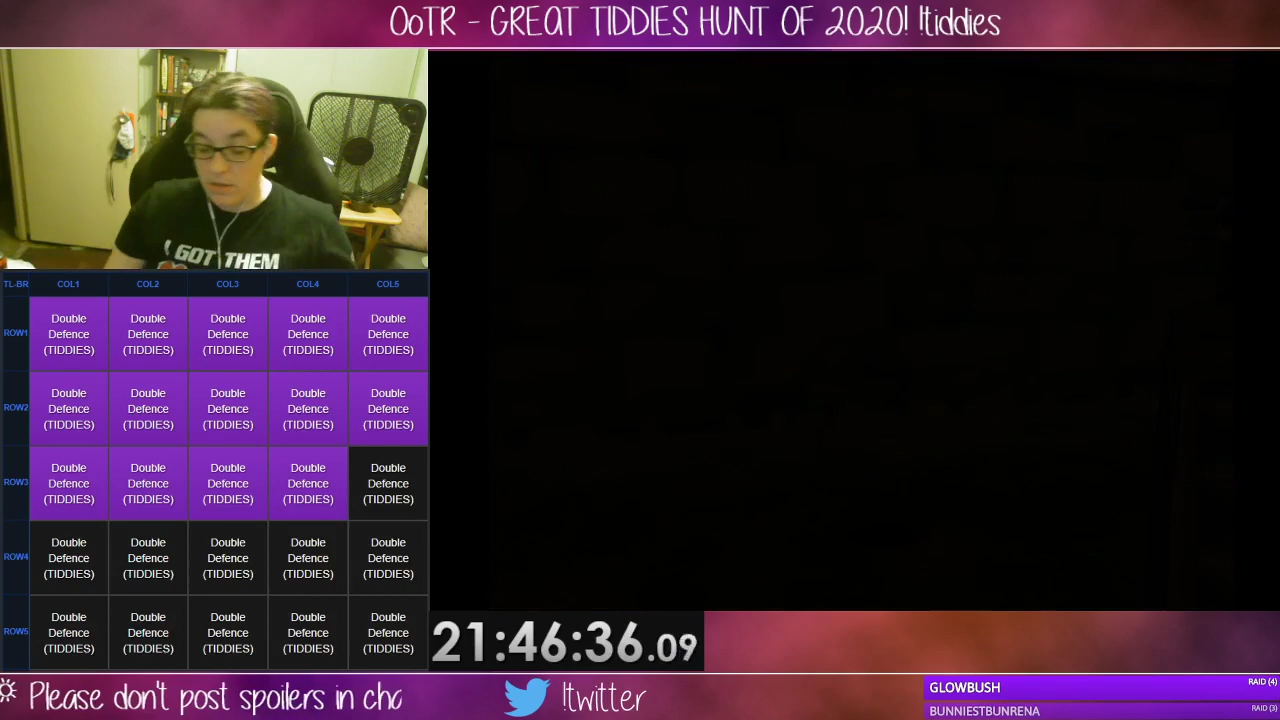 OoTR - GREAT TIDDIES HUNT OF 2020! !tiddies
I GOT THEM
TL-BR COL1 COL2 COL3 COL4 COL5
ROW1
Double Double Double Double Double
Defence Defence Defence Defence Defence
(TIDDIES) (TIDDIES) (TIDDIES) (TIDDIES) (TIDDIES)
ROW2
Double Double Double Double Double
Defence Defence Defence Defence Defence
(TIDDIES) (TIDDIES) (TIDDIES) (TIDDIES) (TIDDIES)
ROW3
Double Double Double Double Double
Defence Defence Defence Defence Defence
(TIDDIES) (TIDDIES) (TIDDIES) (TIDDIES) (TIDDIES)
ROW4
Double Double Double Double Double
Defence Defence Defence Defence Defence
(TIDDIES) (TIDDIES) (TIDDIES) (TIDDIES) (TIDDIES)
ROW5
Double Double Double Double Double
Defence Defence Defence Defence Defence
(TIDDIES) (TIDDIES) (TIDDIES) (TIDDIES) (TIDDIES)
21:46:36.09
Please don't post spoilers in cha
!twitter
GLOWBUSH RAID (4)
BUNNIESTBUNRENA RAID (3)